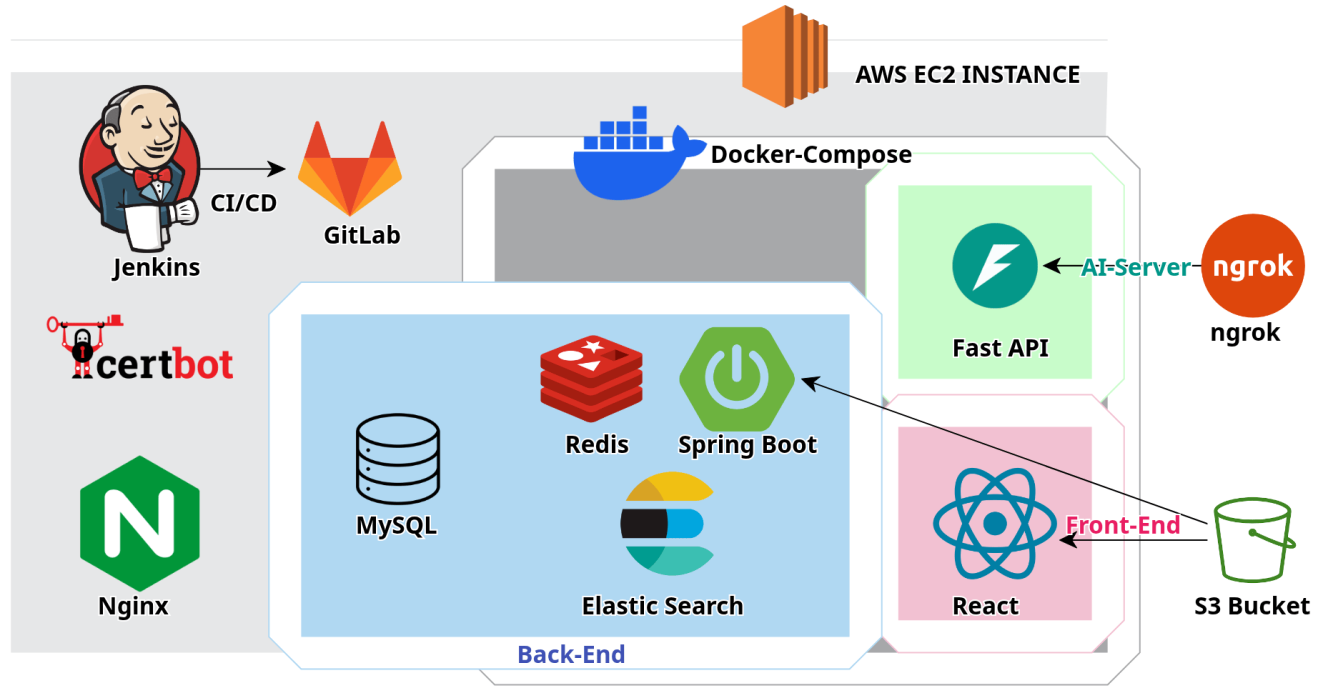 AWS EC2 INSTANCE
Docker-Compose
CI/CD
GitLab
Jenkins
AI-Server
ngrok
ngrok
Fast API
certbot
Redis
Spring Boot
MySQL
Front-End
Elastic Search
React
S3 Bucket
N
Nginx
Back-End